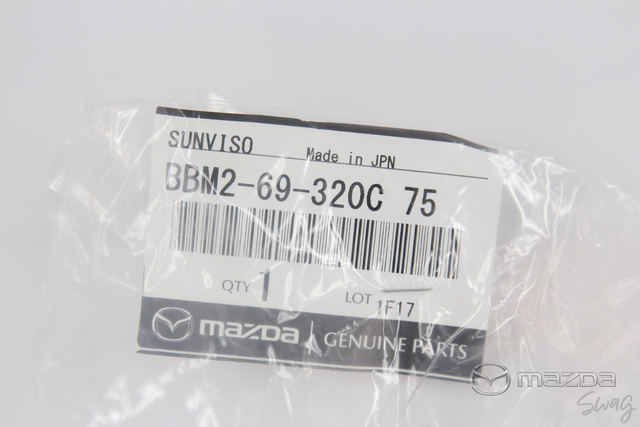 SUNVISO Made in JPN
BBM2-69-320C 75
QTY 1 LOT 1F17
mazda GENUINE PARTS
mazda
Swag